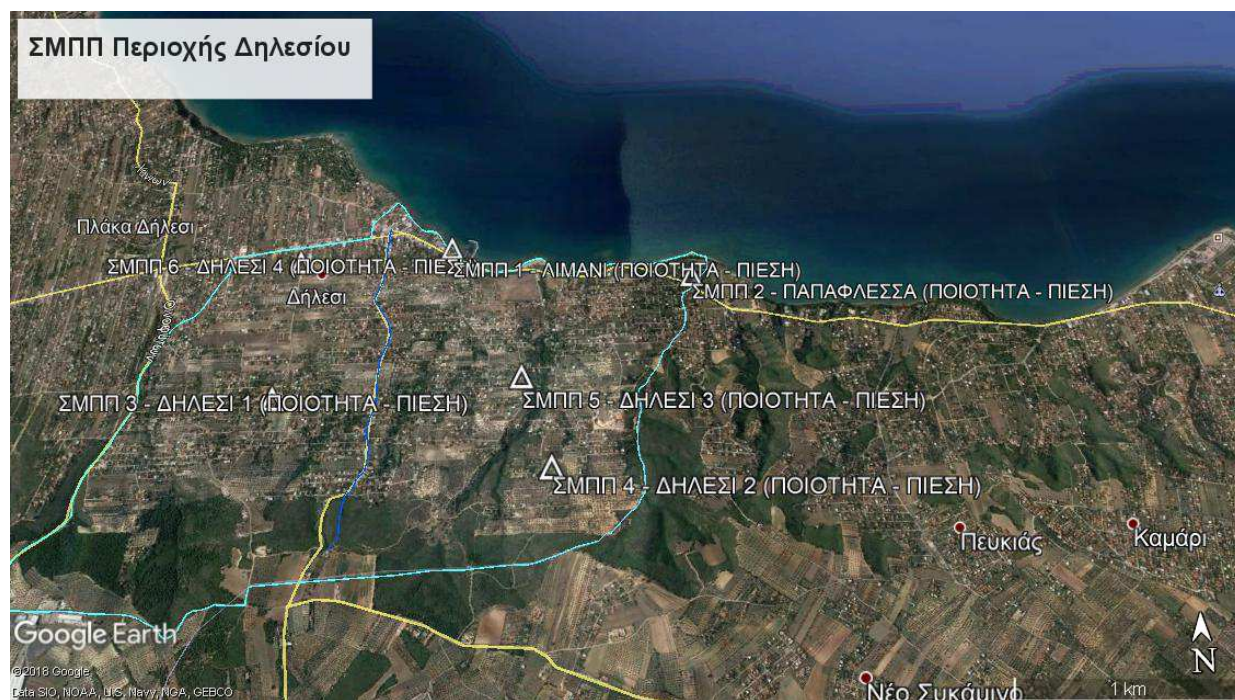 ΣΜΠΠ Περιοχής Δηλεσίου
Πλάκα Δήλεσι
ΣΜΠΠ 6 - ΔΗΛΕΣΙ 4 (ΠΟΙΟΤΗΤΑ - ΠΙΕΣΗ)
ΣΜΠΠ 1 - ΛΙΜΑΝΙ (ΠΟΙΟΤΗΤΑ - ΠΙΕΣΗ)
ΣΜΠΠ 2 - ΠΑΠΑΦΛΕΣΣΑ (ΠΟΙΟΤΗΤΑ - ΠΙΕΣΗ)
Δήλεσι
ΣΜΠΠ 3 - ΔΗΛΕΣΙ 1 (ΠΟΙΟΤΗΤΑ - ΠΙΕΣΗ)
ΣΜΠΠ 5 - ΔΗΛΕΣΙ 3 (ΠΟΙΟΤΗΤΑ - ΠΙΕΣΗ)
ΣΜΠΠ 4 - ΔΗΛΕΣΙ 2 (ΠΟΙΟΤΗΤΑ - ΠΙΕΣΗ)
Πευκιάς
Καμάρι
Google Earth
N
©2018 Google
Data SIO, NOAA, U.S. Navy, NGA, GEBCO
Νέο Συκάμινο
1 km